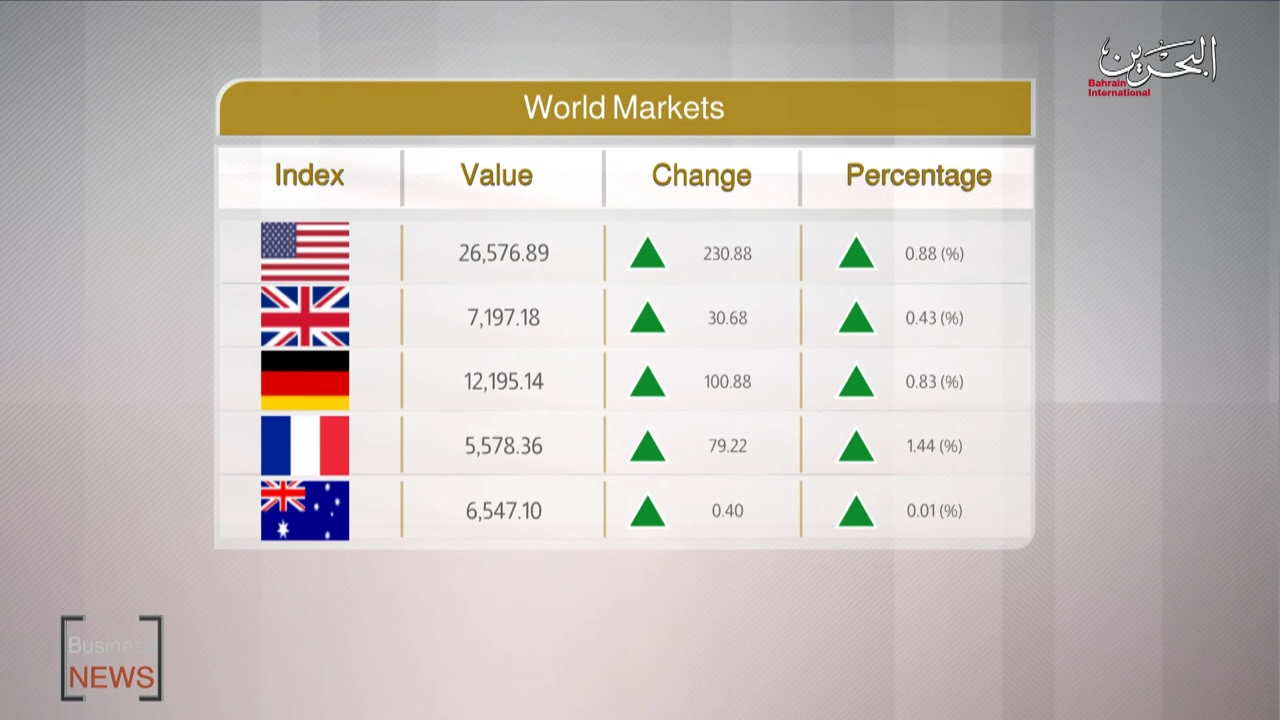 البحرين
Bahrain
International
World Markets
Index Value Change Percentage
26,576.89 230.88 0.88 (%)
7,197.18 30.68 0.43 (%)
12,195.14 100.88 0.83 (%)
5,578.36 79.22 1.44 (%)
6,547.10 0.40 0.01 (%)
Business
NEWS